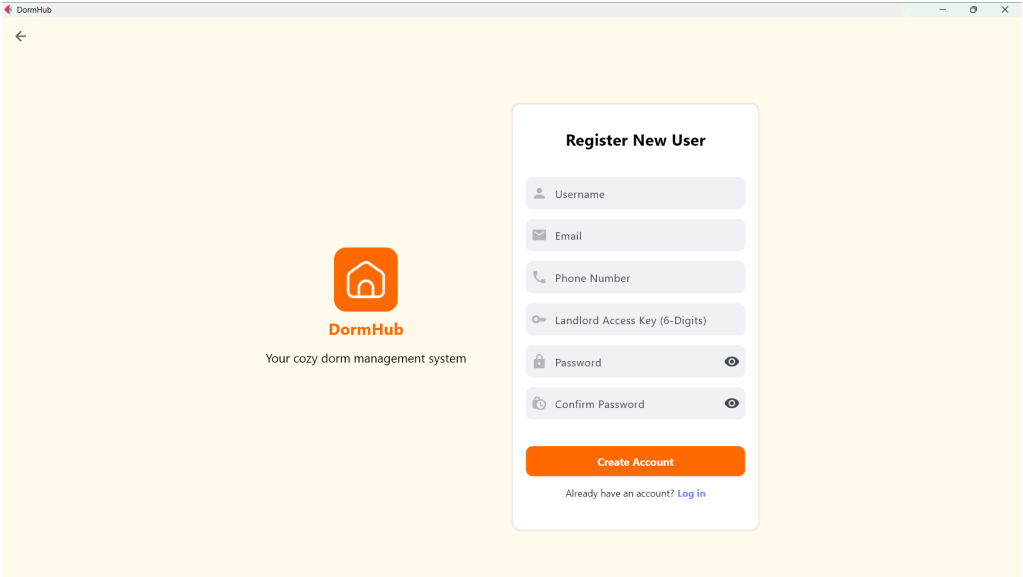 DormHub
DormHub
Your cozy dorm management system
Register New User
Username
Email
Phone Number
Landlord Access Key (6-Digits)
Password
Confirm Password
Create Account
Already have an account? Log in